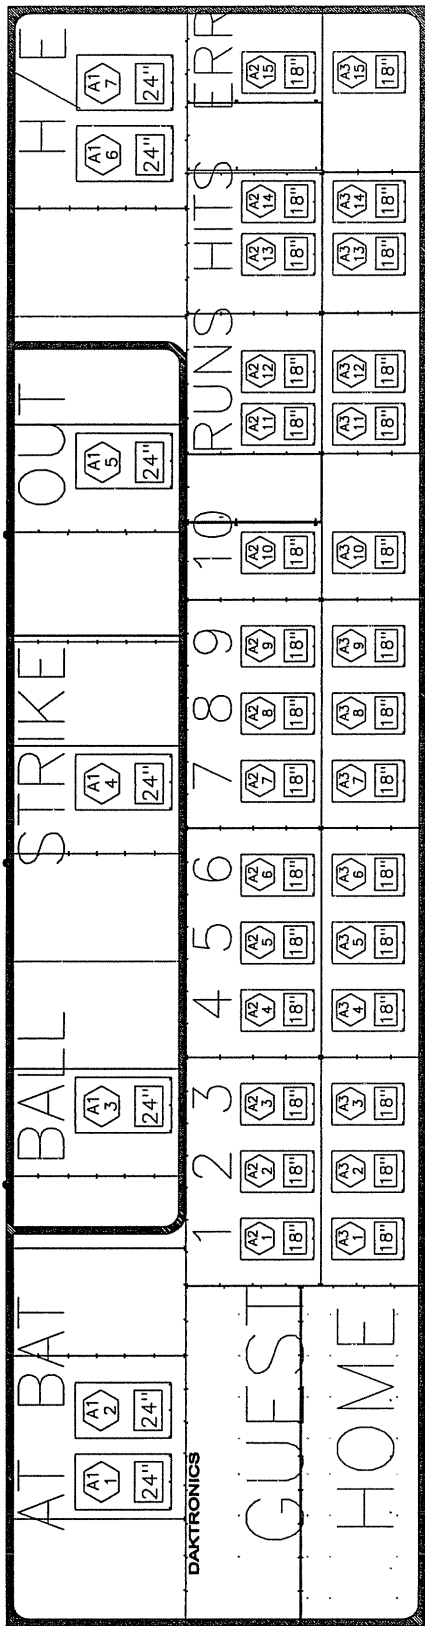 AT BAT BALL STRIKE OUT H/E
A1 1 A1 2 A1 3 A1 4 A1 5 A1 6 A1 7
24" 24" 24" 24" 24" 24" 24"
DAKTRONICS 1 2 3 4 5 6 7 8 9 10 RUNS HITS ERR
GUEST A2 1 A2 2 A2 3 A2 4 A2 5 A2 6 A2 7 A2 8 A2 9 A2 10 A2 11 A2 12 A2 13 A2 14 A2 15
18" 18" 18" 18" 18" 18" 18" 18" 18" 18" 18" 18" 18" 18" 18"
HOME A3 1 A3 2 A3 3 A3 4 A3 5 A3 6 A3 7 A3 8 A3 9 A3 10 A3 11 A3 12 A3 13 A3 14 A3 15
18" 18" 18" 18" 18" 18" 18" 18" 18" 18" 18" 18" 18" 18" 18"